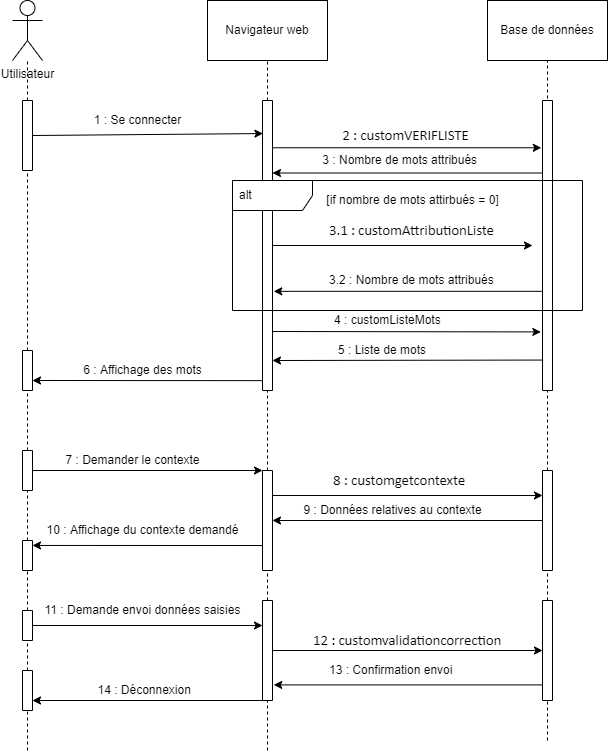 Navigateur web
Base de données
Utilisateur
1 : Se connecter
2 : customVERIFLISTE
3 : Nombre de mots attribués
alt
[if nombre de mots attirbués = 0]
3.1 : customAttributionListe
3.2 : Nombre de mots attribués
4 : customListeMots
5 : Liste de mots
6 : Affichage des mots
7 : Demander le contexte
8 : customgetcontexte
9 : Données relatives au contexte
10 : Affichage du contexte demandé
11 : Demande envoi données saisies
12 : customvalidationcorrection
13 : Confirmation envoi
14 : Déconnexion